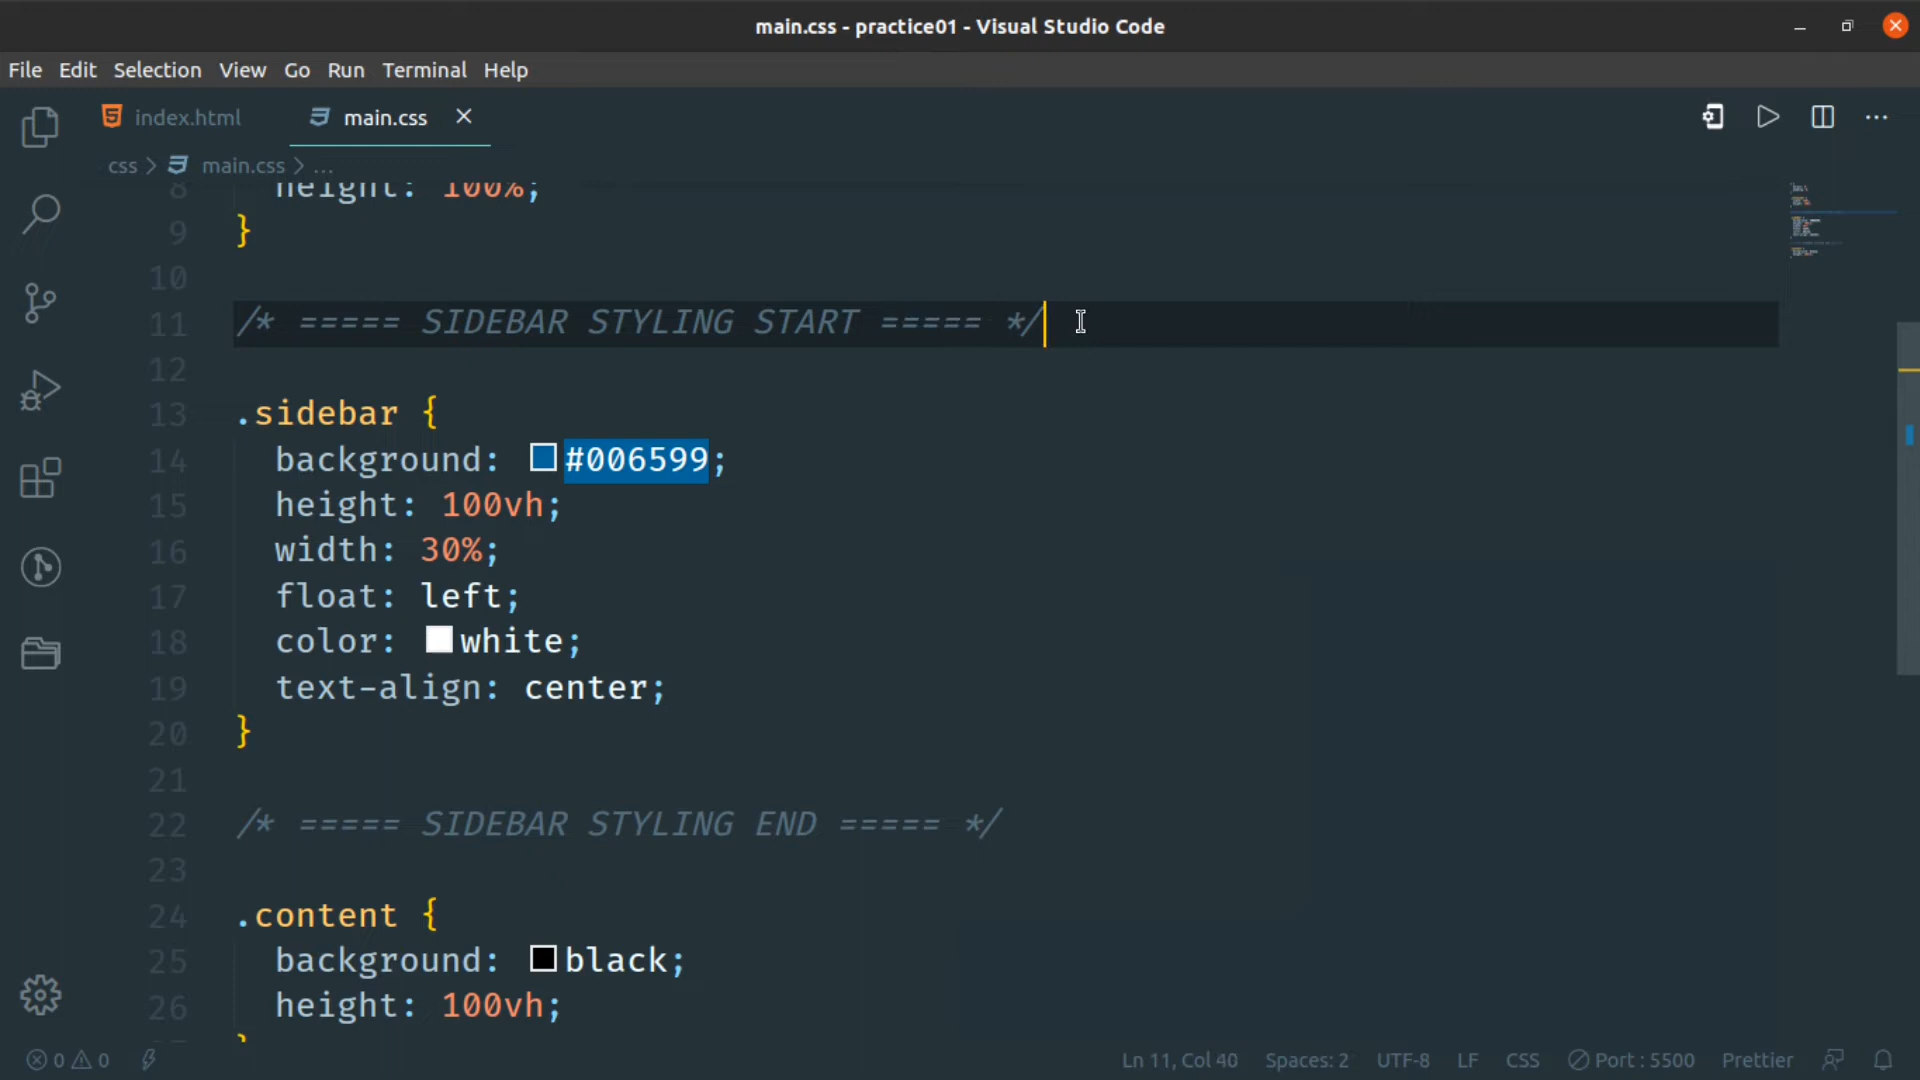 main.css - practice01 - Visual Studio Code
File Edit Selection View Go Run Terminal Help
index.html main.css
css > main.css > ...
8 height: 100%;
9 }
10
11 /* ===== SIDEBAR STYLING START ===== */
12
13 .sidebar {
14 background: #006599;
15 height: 100vh;
16 width: 30%;
17 float: left;
18 color: white;
19 text-align: center;
20 }
21
22 /* ===== SIDEBAR STYLING END ===== */
23
24 .content {
25 background: black;
26 height: 100vh;
0 0 Ln 11, Col 40 Spaces: 2 UTF-8 LF CSS Port : 5500 Prettier